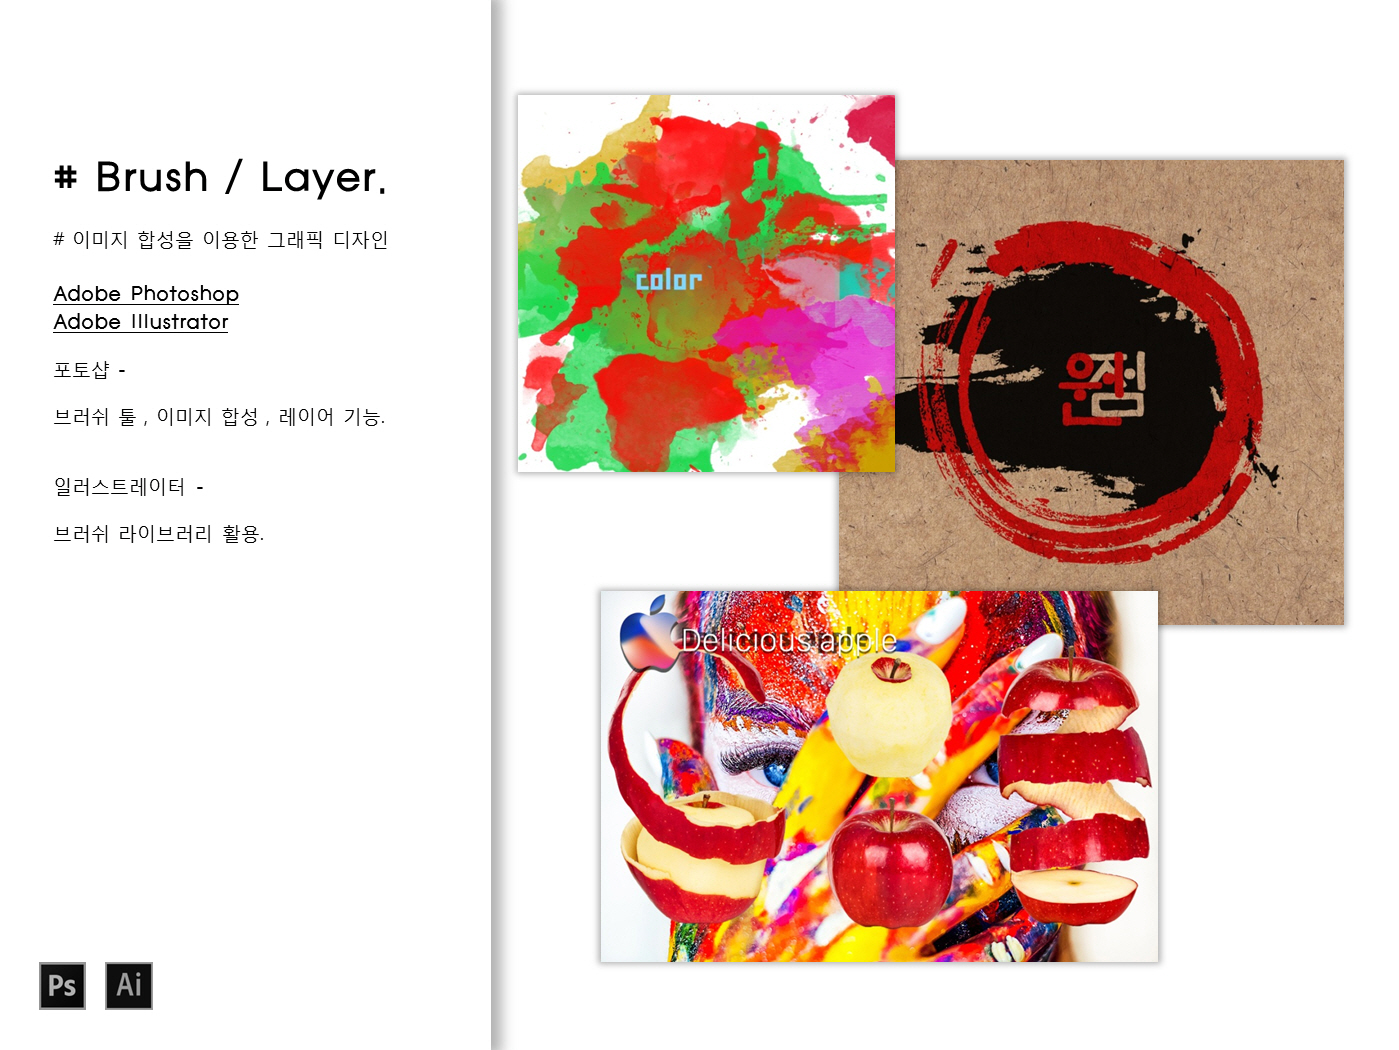 # Brush / Layer.
# 이미지 합성을 이용한 그래픽 디자인
Adobe Photoshop
Adobe Illustrator
포토샵 -
브러쉬 툴 , 이미지 합성 , 레이어 기능.
일러스트레이터 -
브러쉬 라이브러리 활용.
Ps
Ai
color
원점
Delicious apple